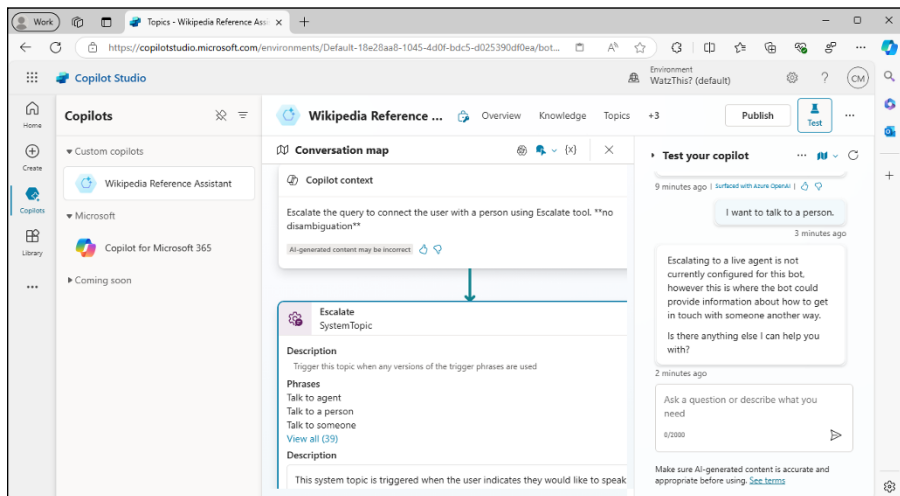 Work
Topics - Wikipedia Reference Assi
https://copilotstudio.microsoft.com/environments/Default-18e28aa8-1045-4d0f-bdc5-d025390df0ea/bot...
Copilot Studio
Environment
WatzThis? (default)
CM
Home
Create
Copilots
Library
Copilots
Custom copilots
Wikipedia Reference Assistant
Microsoft
Copilot for Microsoft 365
Coming soon
Wikipedia Reference ...
Overview
Knowledge
Topics
+3
Publish
Test
Conversation map
{x}
Copilot context
Escalate the query to connect the user with a person using Escalate tool. **no
disambiguation**
AI-generated content may be incorrect
Escalate
SystemTopic
Description
Trigger this topic when any versions of the trigger phrases are used
Phrases
Talk to agent
Talk to a person
Talk to someone
View all (39)
Description
This system topic is triggered when the user indicates they would like to speak
Test your copilot
9 minutes ago | Surfaced with Azure OpenAI |
I want to talk to a person.
3 minutes ago
Escalating to a live agent is not
currently configured for this bot,
however this is where the bot could
provide information about how to get
in touch with someone another way.
Is there anything else I can help you
with?
2 minutes ago
Ask a question or describe what you
need
0/2000
Make sure AI-generated content is accurate and
appropriate before using. See terms